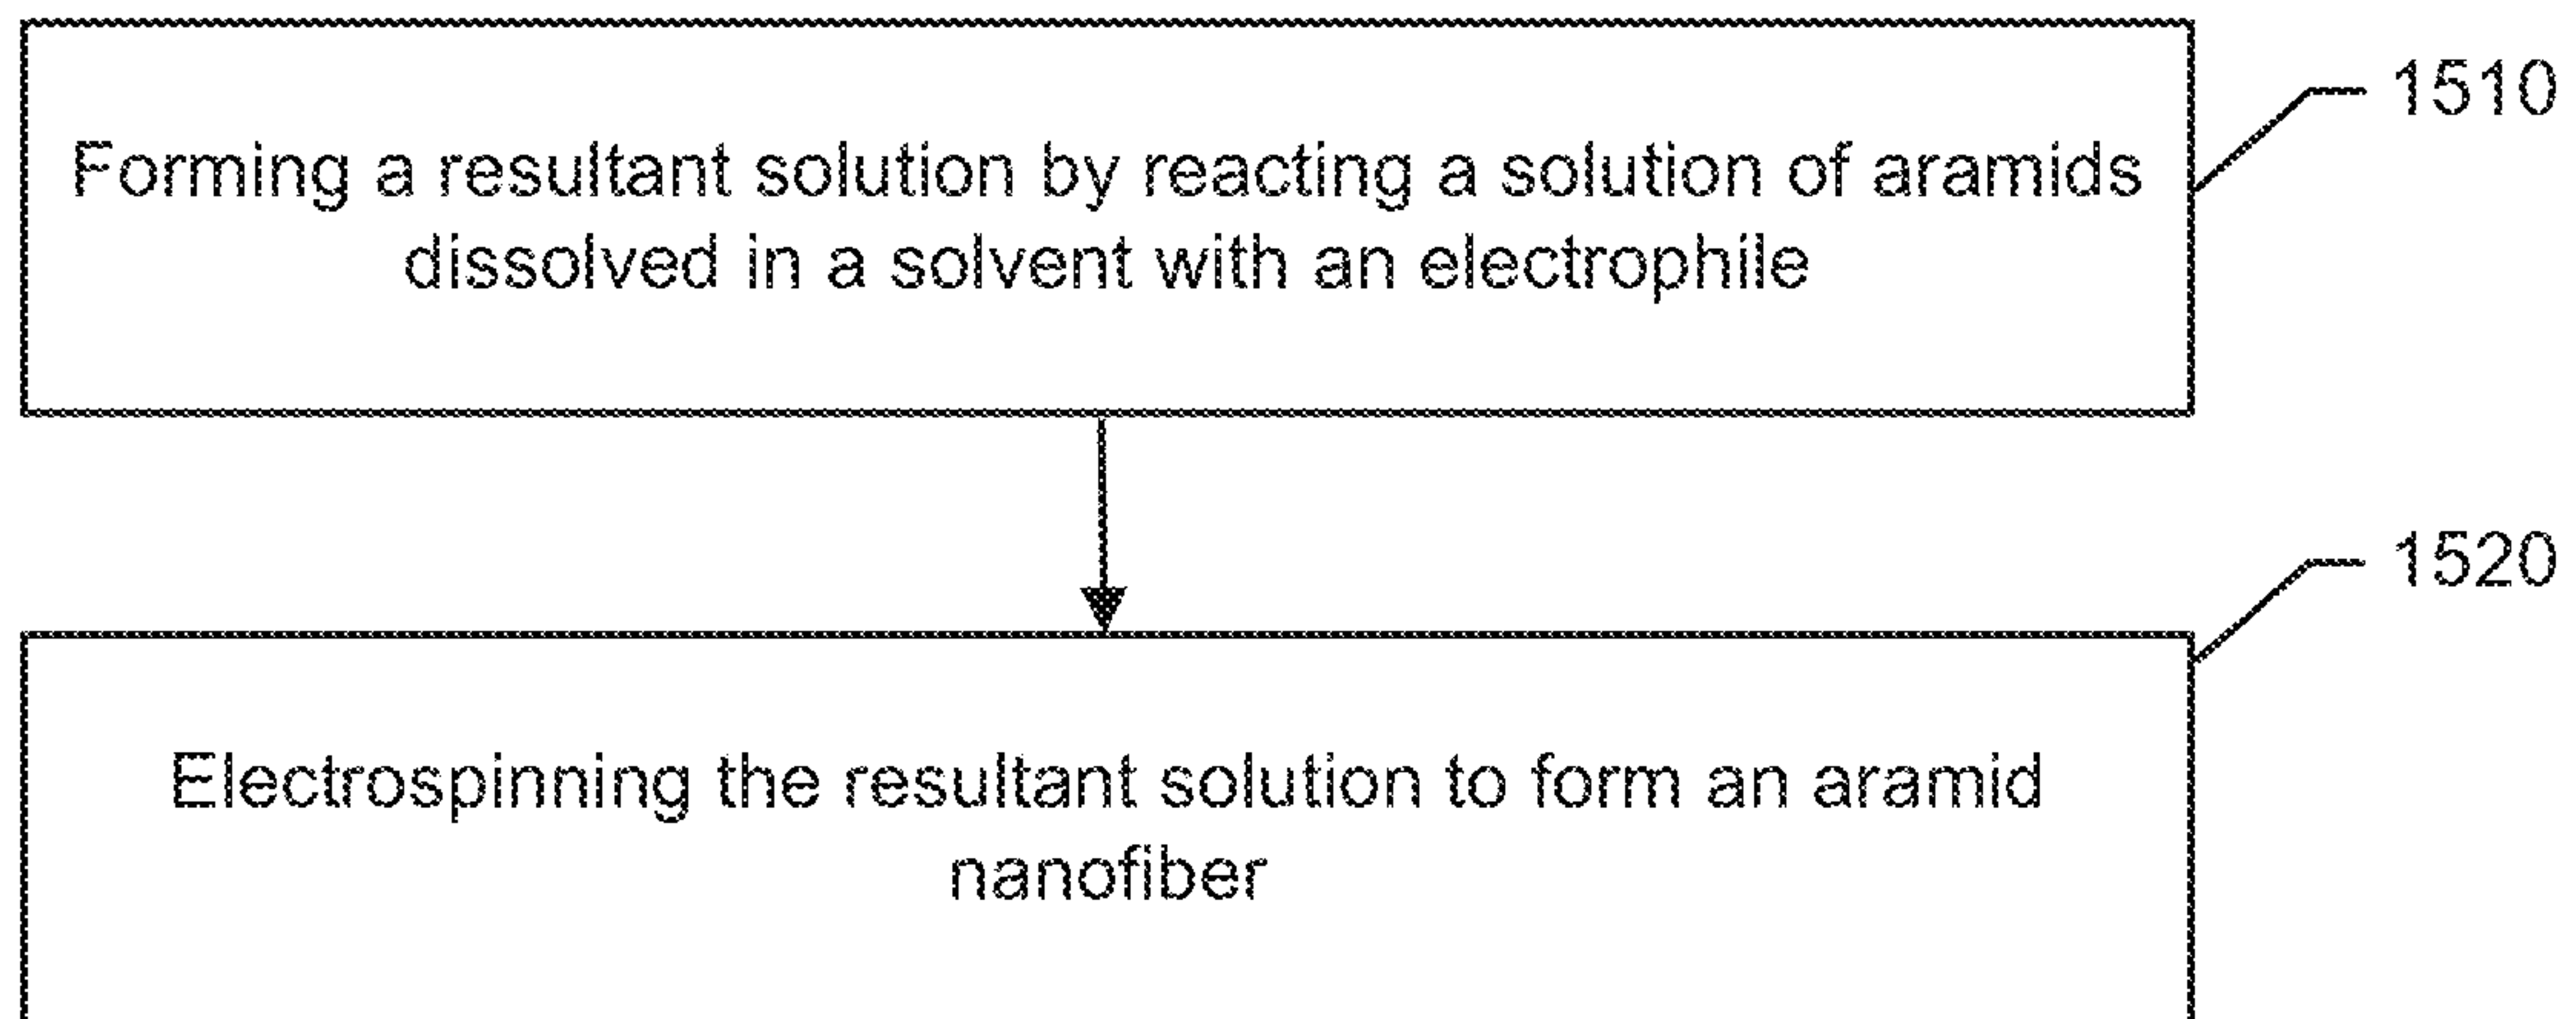 1510
Forming a resultant solution by reacting a solution of aramids
dissolved in a solvent with an electrophile
1520
Electrospinning the resultant solution to form an aramid
nanofiber